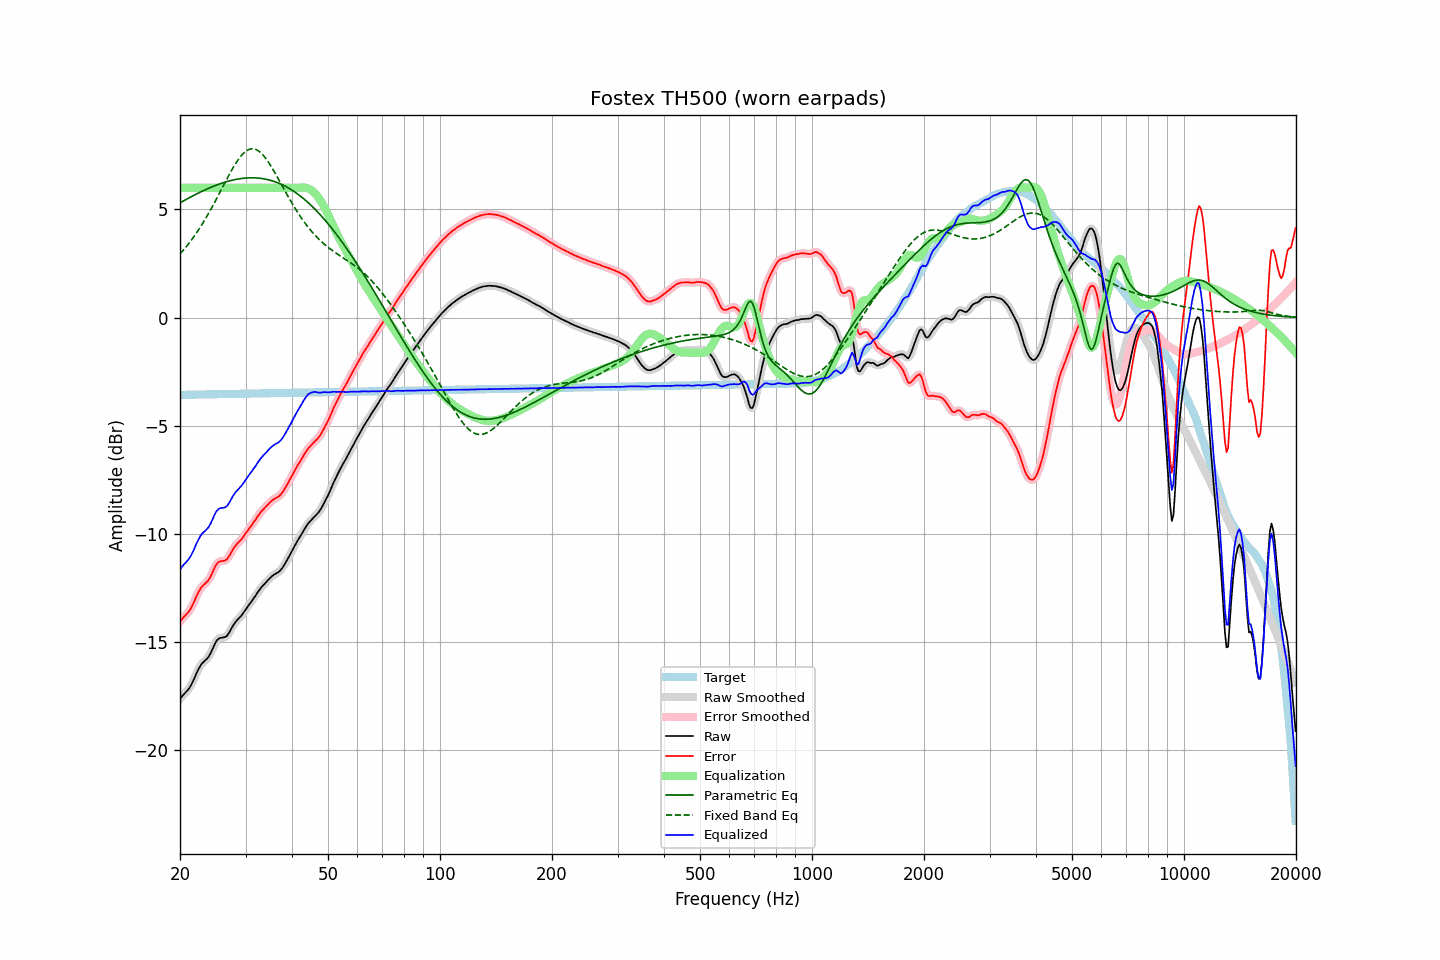 Fostex TH500 (worn earpads)
Amplitude (dBr)
5
0
−5
−10
−15
−20
Target
Raw Smoothed
Error Smoothed
Raw
Error
Equalization
Parametric Eq
Fixed Band Eq
Equalized
20 50 100 200 500 1000 2000 5000 10000 20000
Frequency (Hz)